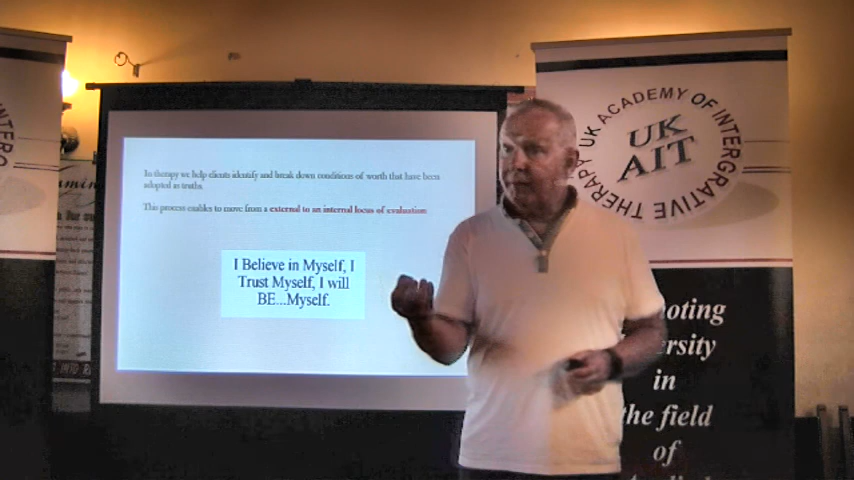 In therapy we help clients identify and break down conditions of worth that have been
adopted as truths.
This process enables to move from a external to an internal locus of evaluation
I Believe in Myself, I
Trust Myself, I will
BE...Myself.
UK ACADEMY OF INTERGRATIVE THERAPY
UK
AIT
oting
ersity
in
the field
of